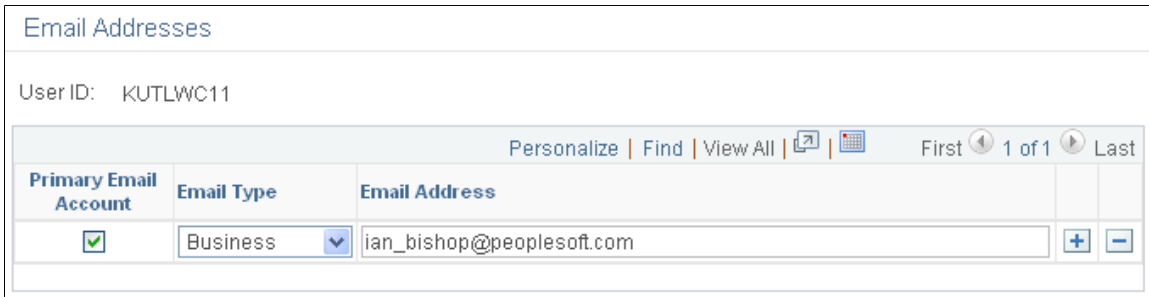 Email Addresses
User ID: KUTLWC11
Personalize | Find | View All | | First 1 of 1 Last
Primary Email Account Email Type Email Address
Business ian_bishop@peoplesoft.com + −